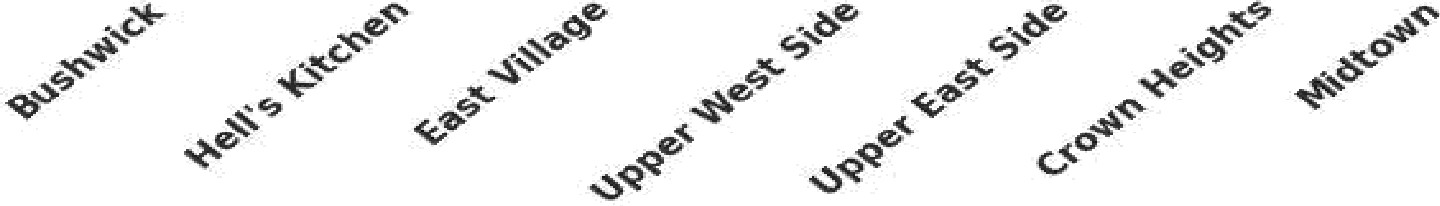 Bushwick
Hell's Kitchen
East Village
Upper West Side
Upper East Side
Crown Heights
Midtown